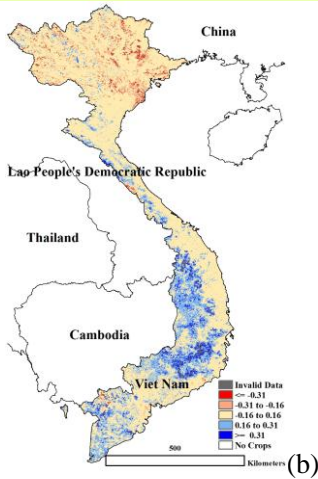 China
Lao People's Democratic Republic
Thailand
Cambodia
Viet Nam
Invalid Data
<= -0.31
-0.31 to -0.16
-0.16 to 0.16
0.16 to 0.31
>= 0.31
No Crops
500
Kilometers
(b)